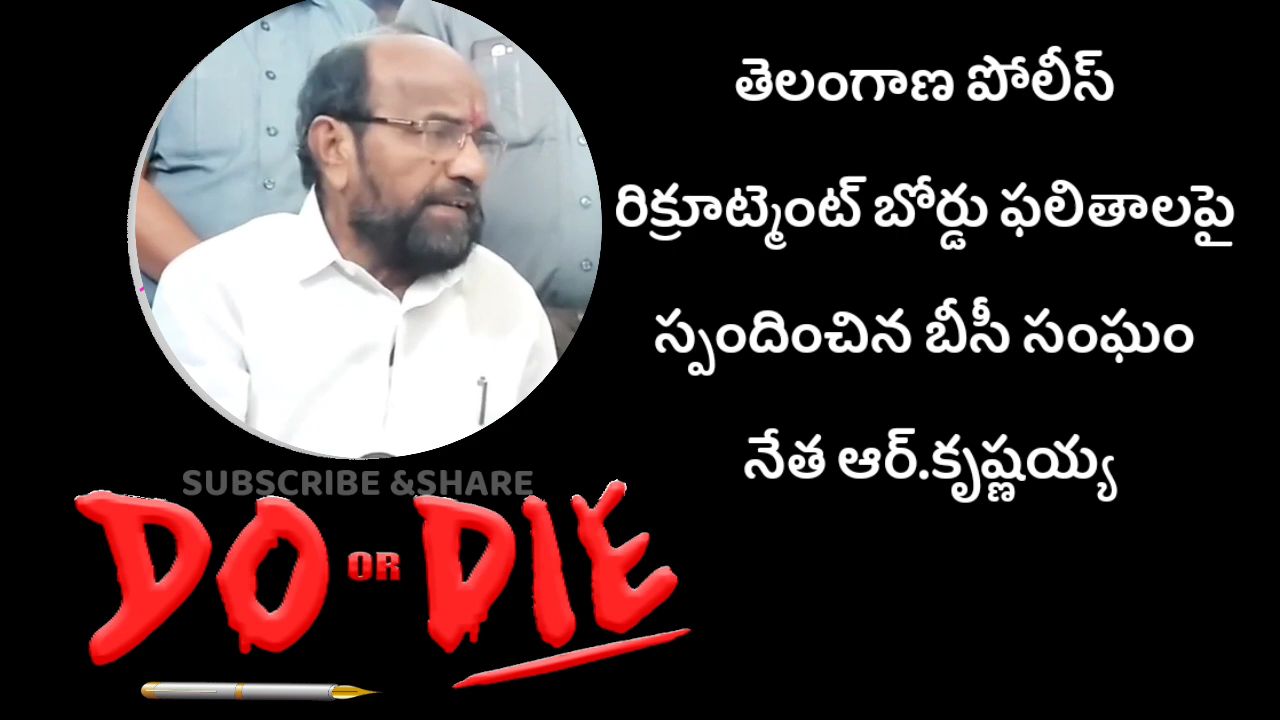 తెలంగాణ పోలీస్
రిక్రూట్మెంట్ బోర్డు ఫలితాలపై
స్పందించిన బీసీ సంఘం
నేత ఆర్.కృష్ణయ్య
SUBSCRIBE &SHARE
DO OR DIE